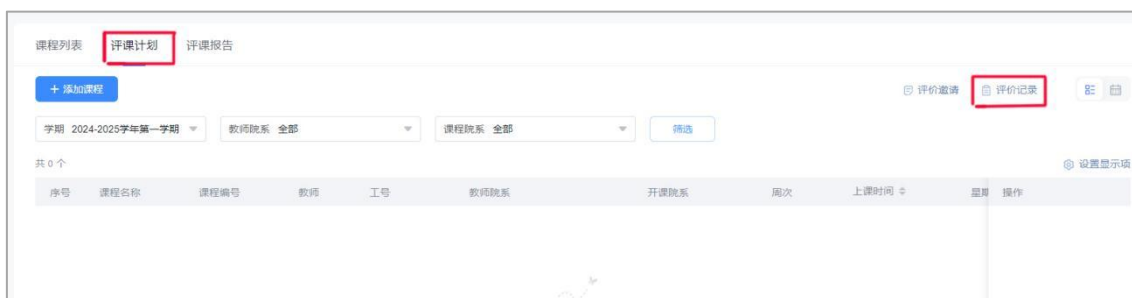 课程列表 评课计划 评课报告
+ 添加课程 评价邀请 评价记录
学期 2024-2025学年第一学期 教师院系 全部 课程院系 全部 筛选
共 0 个 设置显示项
序号 课程名称 课程编号 教师 工号 教师院系 开课院系 周次 上课时间 星期 操作